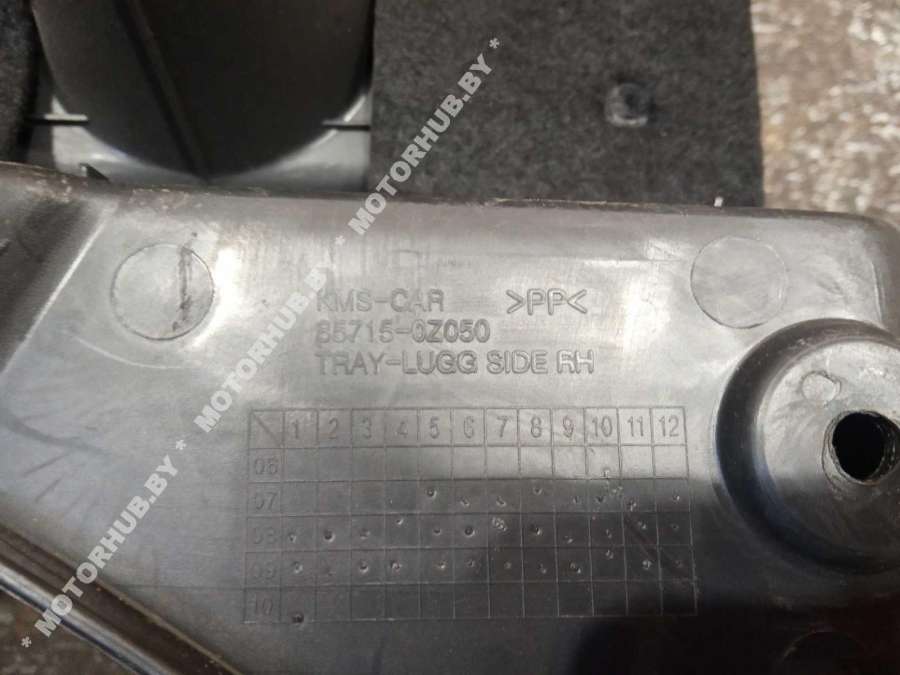 KMS-CAR >PP<
85715-0Z050
TRAY-LUGG SIDE RH
1 2 3 4 5 6 7 8 9 10 11 12
06
07
08
09
10
* MOTORHUB.BY * MOTORHUB.BY * MOTORHUB.BY *